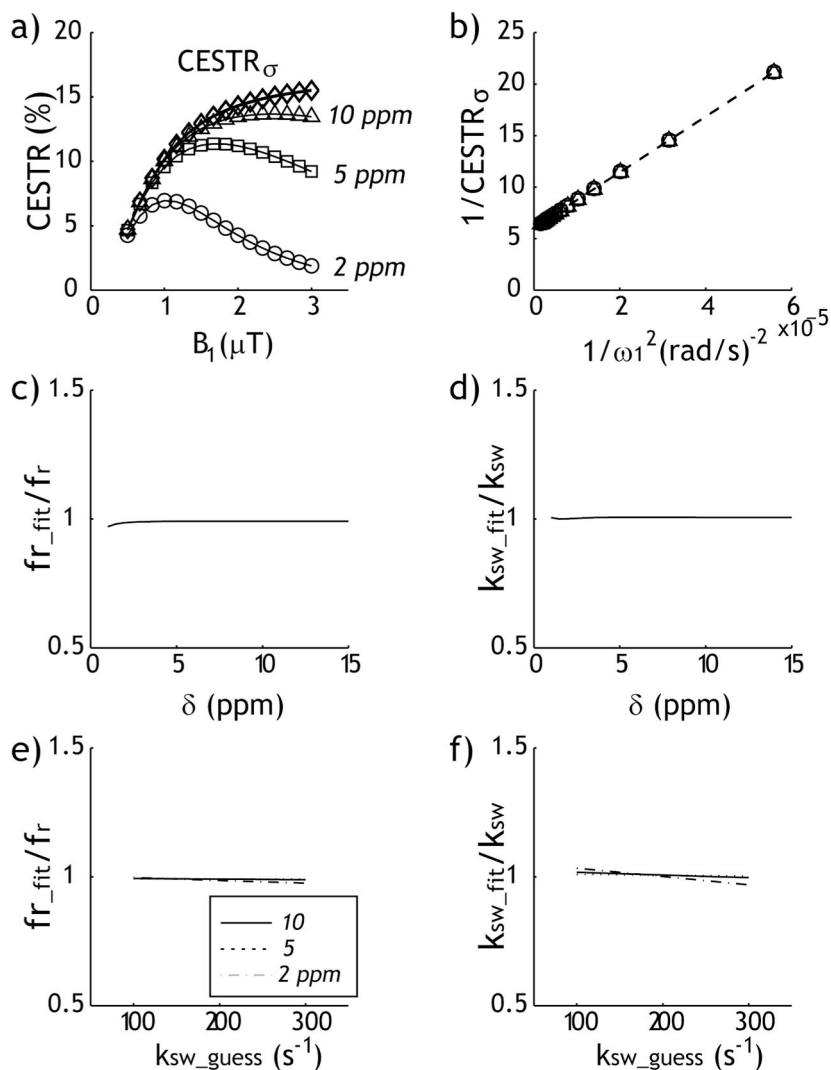 a)
CESTRσ
CESTR (%)
20
15
10
5
0
10 ppm
5 ppm
2 ppm
0
1
2
3
B₁(μT)
b)
1/CESTRσ
25
20
15
10
5
0
0
2
4
6
x10⁻⁵
1/ω1²(rad/s)⁻²
c)
fr_fit/fr
1.5
1
0.5
0
5
10
15
δ (ppm)
d)
ksw_fit/ksw
1.5
1
0.5
0
5
10
15
δ (ppm)
e)
fr_fit/fr
1.5
1
0.5
10
5
2 ppm
100
200
300
ksw_guess (s⁻¹)
f)
ksw_fit/ksw
1.5
1
0.5
100
200
300
ksw_guess (s⁻¹)